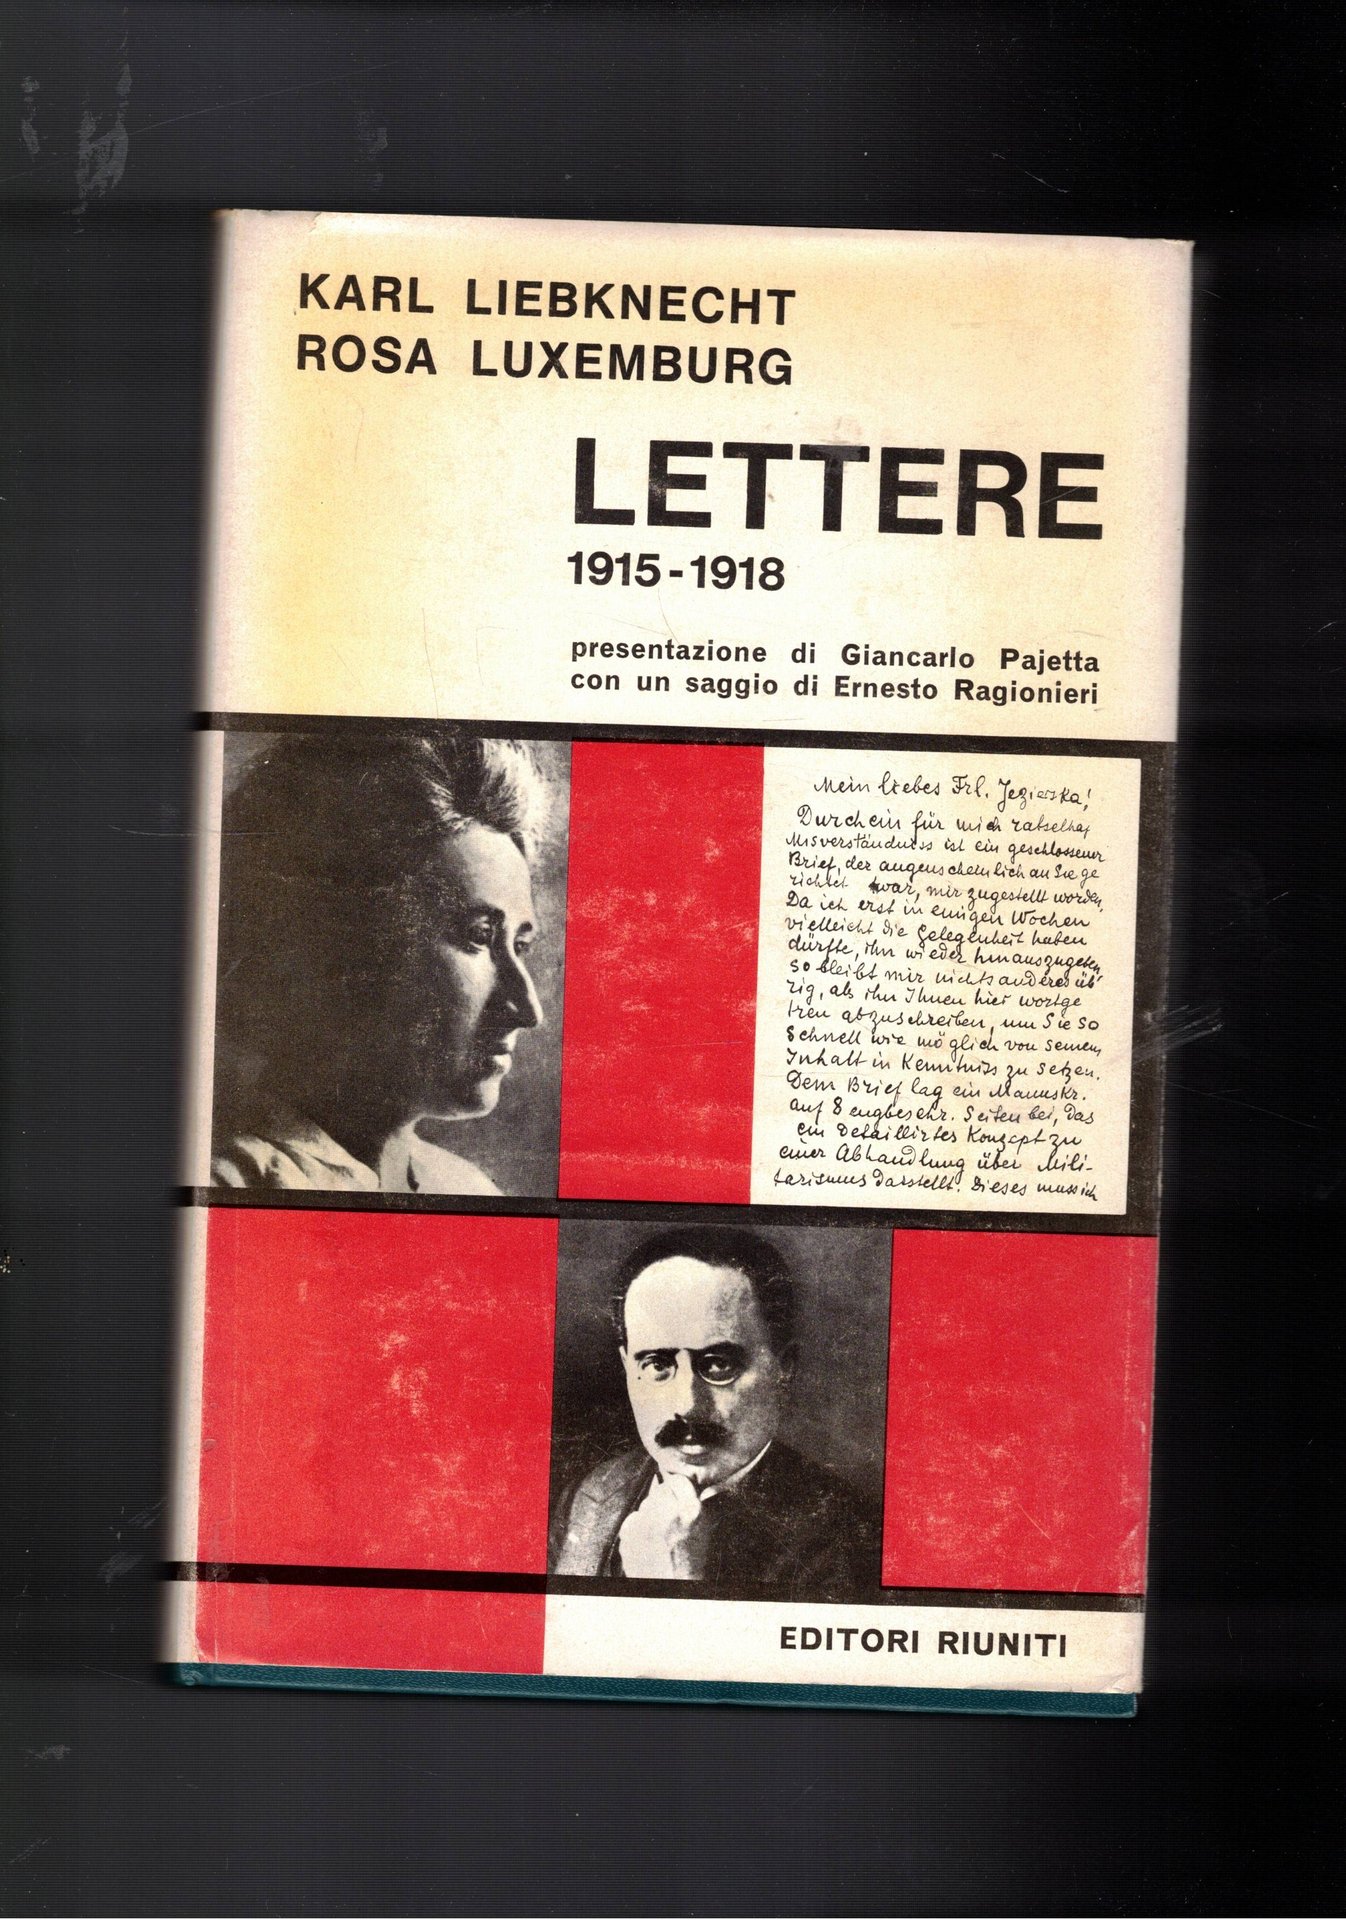 KARL LIEBKNECHT
ROSA LUXEMBURG
LETTERE
1915-1918
presentazione di Giancarlo Pajetta
con un saggio di Ernesto Ragionieri
Mein liebes Frl. Jezierska!
Durch ein für mich rätselhaf
Misverständniss ist ein geschlossener
Brief, der augenscheinlich an Sie ge
richtet war, mir zugestellt worden.
Da ich erst in einigen Wochen
vielleicht die Gelegenheit haben
dürfte, ihn wieder hinauszugeben,
so bleibt mir nichts anderes üb
rig, als ihn Ihnen hier wortge
treu abzuschreiben, um Sie so
schnell wie möglich von seinem
Inhalt in Kenntniss zu setzen.
Dem Brief lag ein Manuskr.
auf 8 engbeschr. Seiten bei, das
ein detaillirtes Konzept zu
einer Abhandlung über Mili-
tarismus darstellt. Dieses muss ich
EDITORI RIUNITI